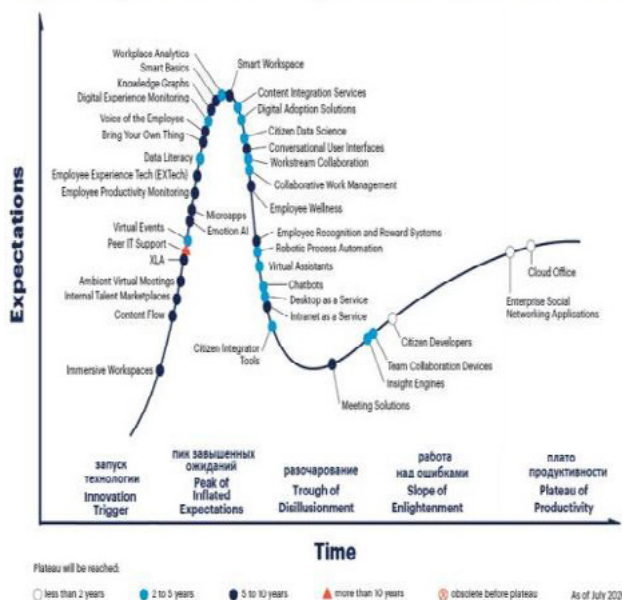 Workplace Analytics
Smart Basics
Knowledge Graphs
Digital Experience Monitoring
Voice of the Employee
Bring Your Own Thing
Data Literacy
Employee Experience Tech (EXTech)
Employee Productivity Monitoring
Microapps
Emotion AI
Virtual Events
Peer IT Support
XLA
Ambient Virtual Meetings
Internal Talent Marketplaces
Content Flow
Immersive Workspaces
Smart Workspace
Content Integration Services
Digital Adoption Solutions
Citizen Data Science
Conversational User Interfaces
Workstream Collaboration
Collaborative Work Management
Employee Wellness
Employee Recognition and Reward Systems
Robotic Process Automation
Virtual Assistants
Chatbots
Desktop as a Service
Intranet as a Service
Citizen Integrator
Tools
Meeting Solutions
Insight Engines
Team Collaboration Devices
Citizen Developers
Enterprise Social
Networking Applications
Cloud Office
Expectations
запуск
технологии
Innovation
Trigger
пик завышенных
ожиданий
Peak of
Inflated
Expectations
разочарование
Trough of
Disillusionment
работа
над ошибками
Slope of
Enlightenment
плато
продуктивности
Plateau of
Productivity
Time
Plateau will be reached:
less than 2 years
2 to 5 years
5 to 10 years
more than 10 years
obsolete before plateau
As of July